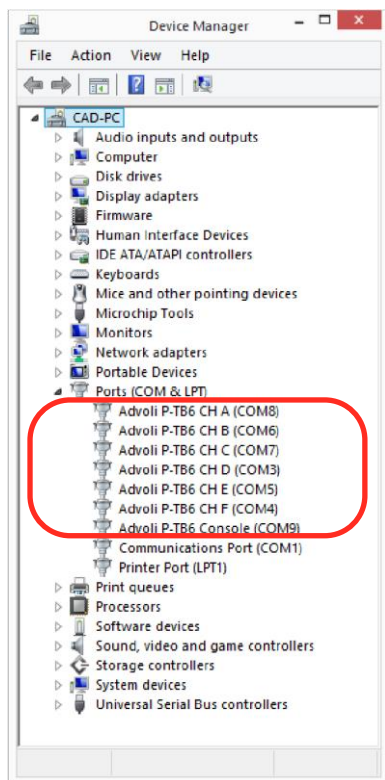 Device Manager
File Action View Help
CAD-PC
Audio inputs and outputs
Computer
Disk drives
Display adapters
Firmware
Human Interface Devices
IDE ATA/ATAPI controllers
Keyboards
Mice and other pointing devices
Microchip Tools
Monitors
Network adapters
Portable Devices
Ports (COM & LPT)
Advoli P-TB6 CH A (COM8)
Advoli P-TB6 CH B (COM6)
Advoli P-TB6 CH C (COM7)
Advoli P-TB6 CH D (COM3)
Advoli P-TB6 CH E (COM5)
Advoli P-TB6 CH F (COM4)
Advoli P-TB6 Console (COM9)
Communications Port (COM1)
Printer Port (LPT1)
Print queues
Processors
Software devices
Sound, video and game controllers
Storage controllers
System devices
Universal Serial Bus controllers